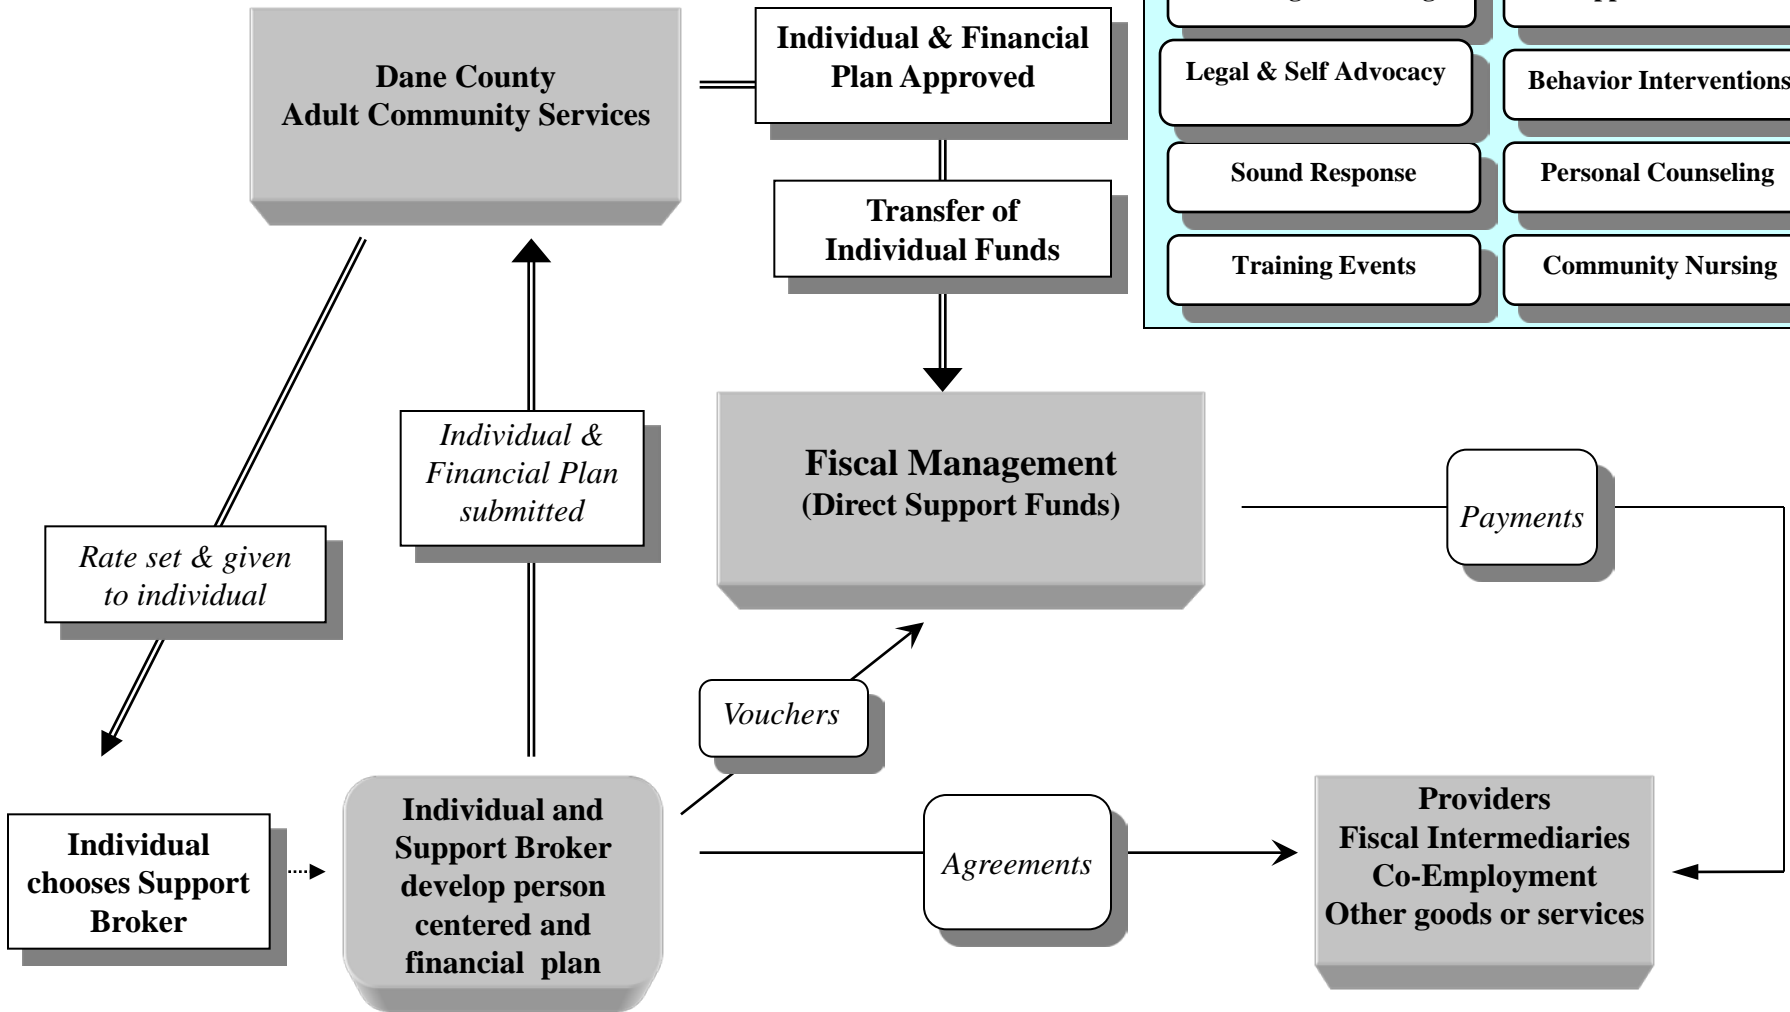 Dane County
Adult Community Services
Individual & Financial
Plan Approved
Transfer of
Individual Funds
Legal & Self Advocacy
Behavior Interventions
Sound Response
Personal Counseling
Training Events
Community Nursing
Individual &
Financial Plan
submitted
Rate set & given
to individual
Fiscal Management
(Direct Support Funds)
Payments
Vouchers
Individual
chooses Support
Broker
Individual and
Support Broker
develop person
centered and
financial plan
Agreements
Providers
Fiscal Intermediaries
Co-Employment
Other goods or services